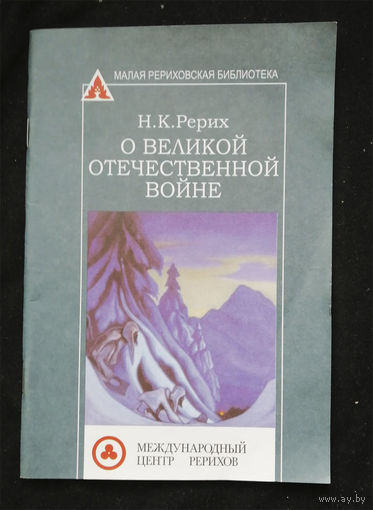 МАЛАЯ РЕРИХОВСКАЯ БИБЛИОТЕКА
Н.К.Рерих
О ВЕЛИКОЙ
ОТЕЧЕСТВЕННОЙ
ВОЙНЕ
МЕЖДУНАРОДНЫЙ
ЦЕНТР РЕРИХОВ
www.ay.by